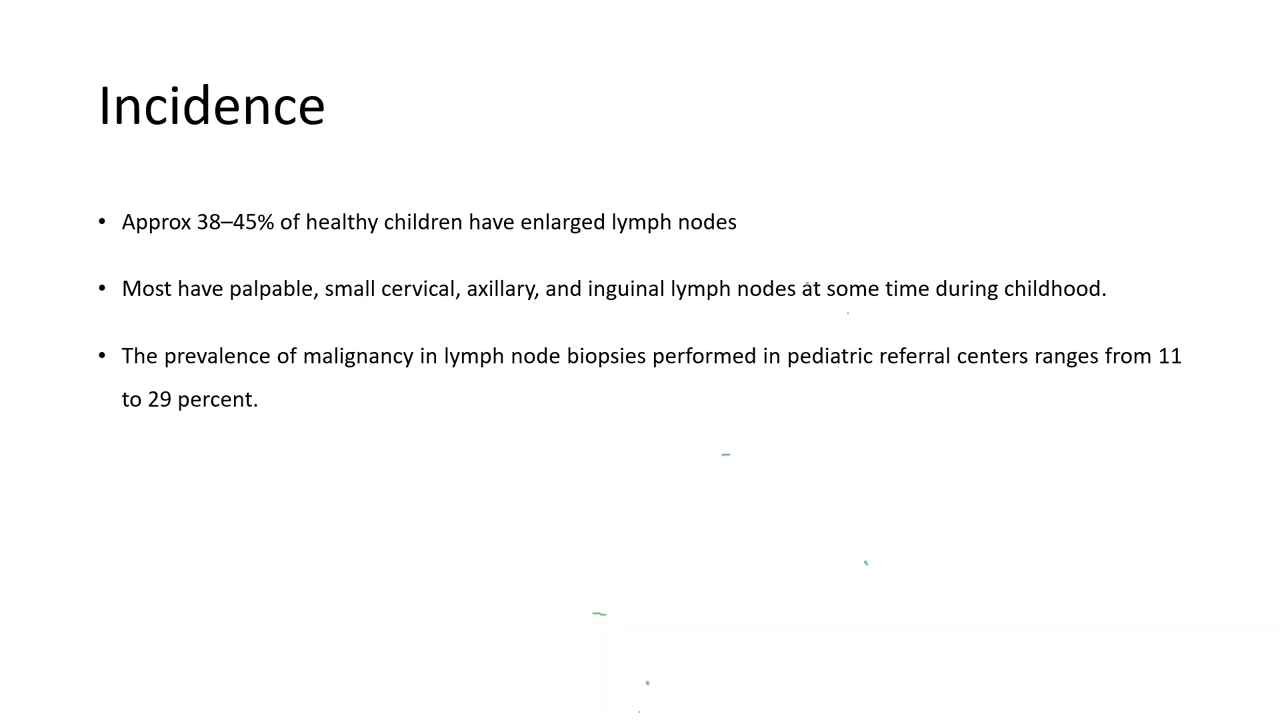 Incidence
• Approx 38–45% of healthy children have enlarged lymph nodes
• Most have palpable, small cervical, axillary, and inguinal lymph nodes at some time during childhood.
• The prevalence of malignancy in lymph node biopsies performed in pediatric referral centers ranges from 11
to 29 percent.